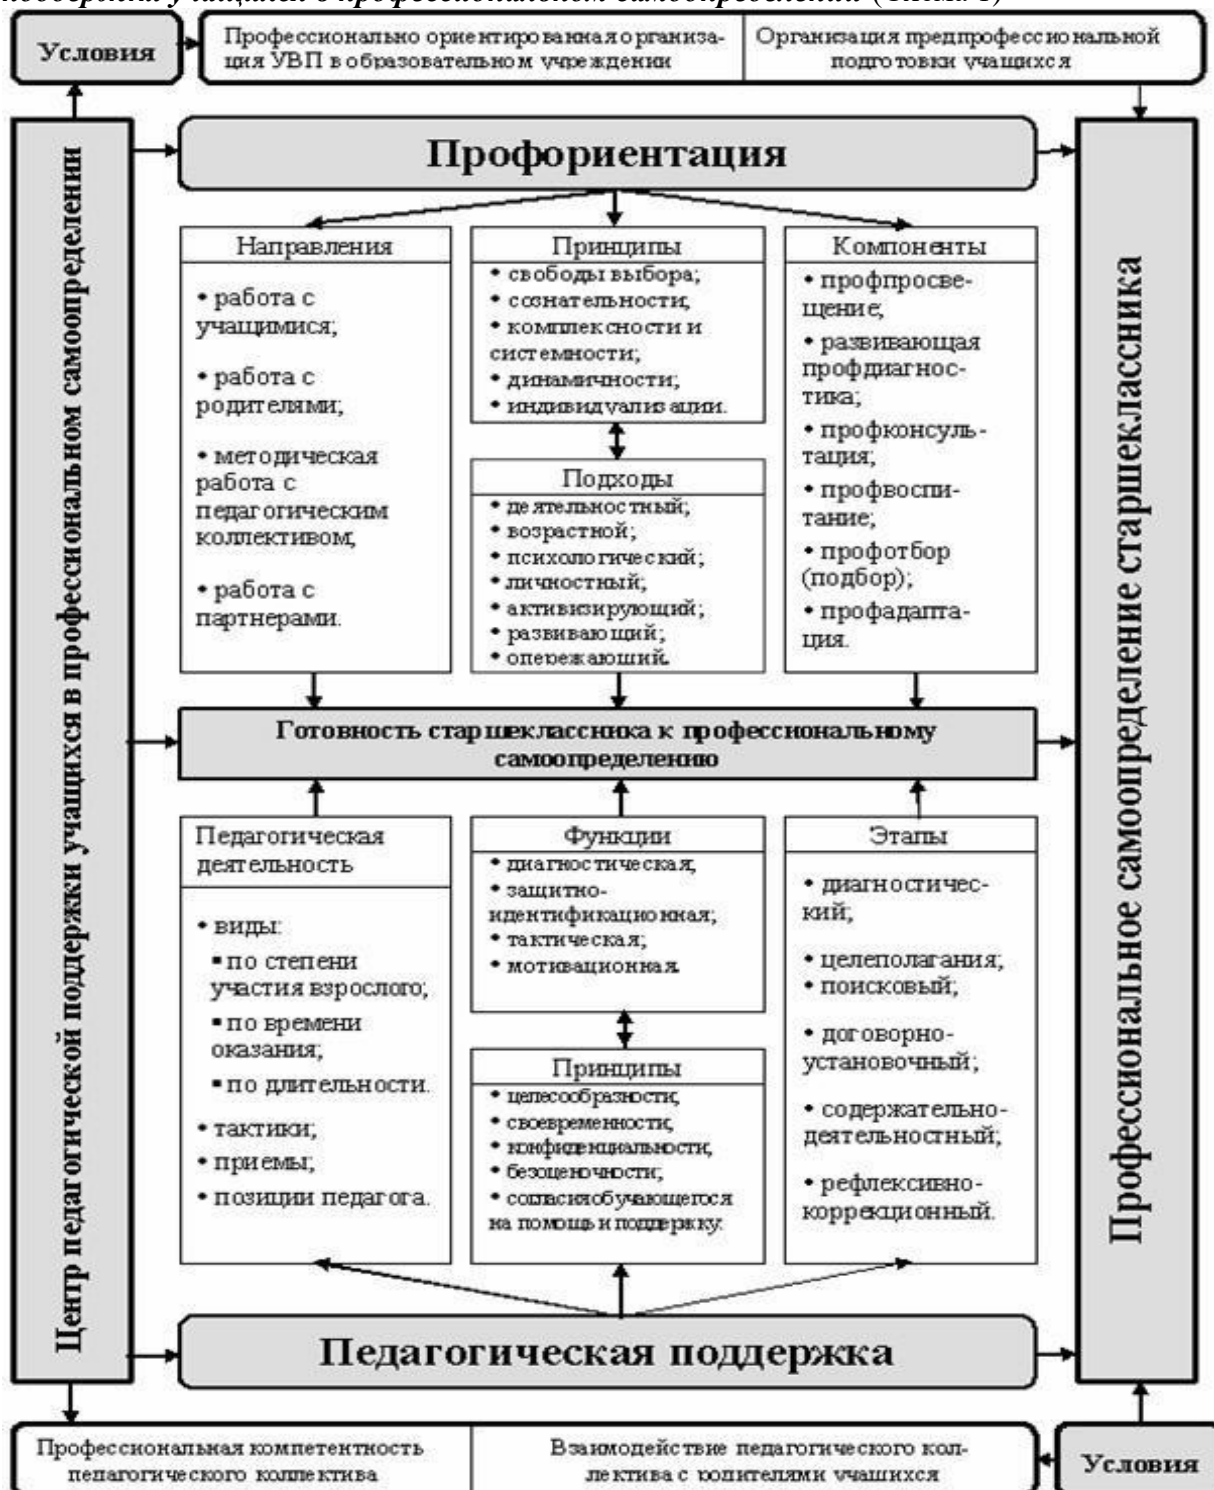 поддержки учащихся в профессиональном самоопределении
Условия
Профессионально ориентированная организа-
ция УВП в образовательном учреждении
Организация предпрофессиональной
подготовки учащихся
Центр педагогической поддержки учащихся в профессиональном самоопределении
Профориентация
Направления
• работа с
учащимися;
• работа с
родителями;
• методическая
работа с
педагогическим
коллективом;
• работа с
партнерами.
Принципы
• свободы выбора;
• сознательности;
• комплексности и
системности;
• динамичности;
• индивидуализации.
Подходы
• деятельностный;
• возрастной;
• психологический;
• личностный;
• активизирующий;
• развивающий;
• опережающий.
Компоненты
• профпросве-
щение;
• развивающая
профдиагнос-
тика;
• профконсуль-
тация;
• профвоспи-
тание;
• профотбор
(подбор);
• профадапта-
ция.
Готовность старшеклассника к профессиональному
самоопределению
Педагогическая
деятельность
• виды:
▪ по степени
участия взрослого;
▪ по времени
оказания;
▪ по длительности.
• тактики;
• приемы;
• позиции педагога.
Функции
• диагностическая;
• защитно-
идентификационная;
• тактическая;
• мотивационная.
Принципы
• целесообразности;
• своевременности;
• конфиденциальности;
• безоценочности;
• согласия обучающегося
на помощь и поддержку.
Этапы
• диагностичес-
кий;
• целеполагания;
• поисковый;
• договорно-
установочный;
• содержательно-
деятельностный;
• рефлексивно-
коррекционный.
Педагогическая поддержка
Профессиональное самоопределение старшеклассника
Профессиональная компетентность
педагогического коллектива
Взаимодействие педагогического кол-
лектива с родителями учащихся
Условия